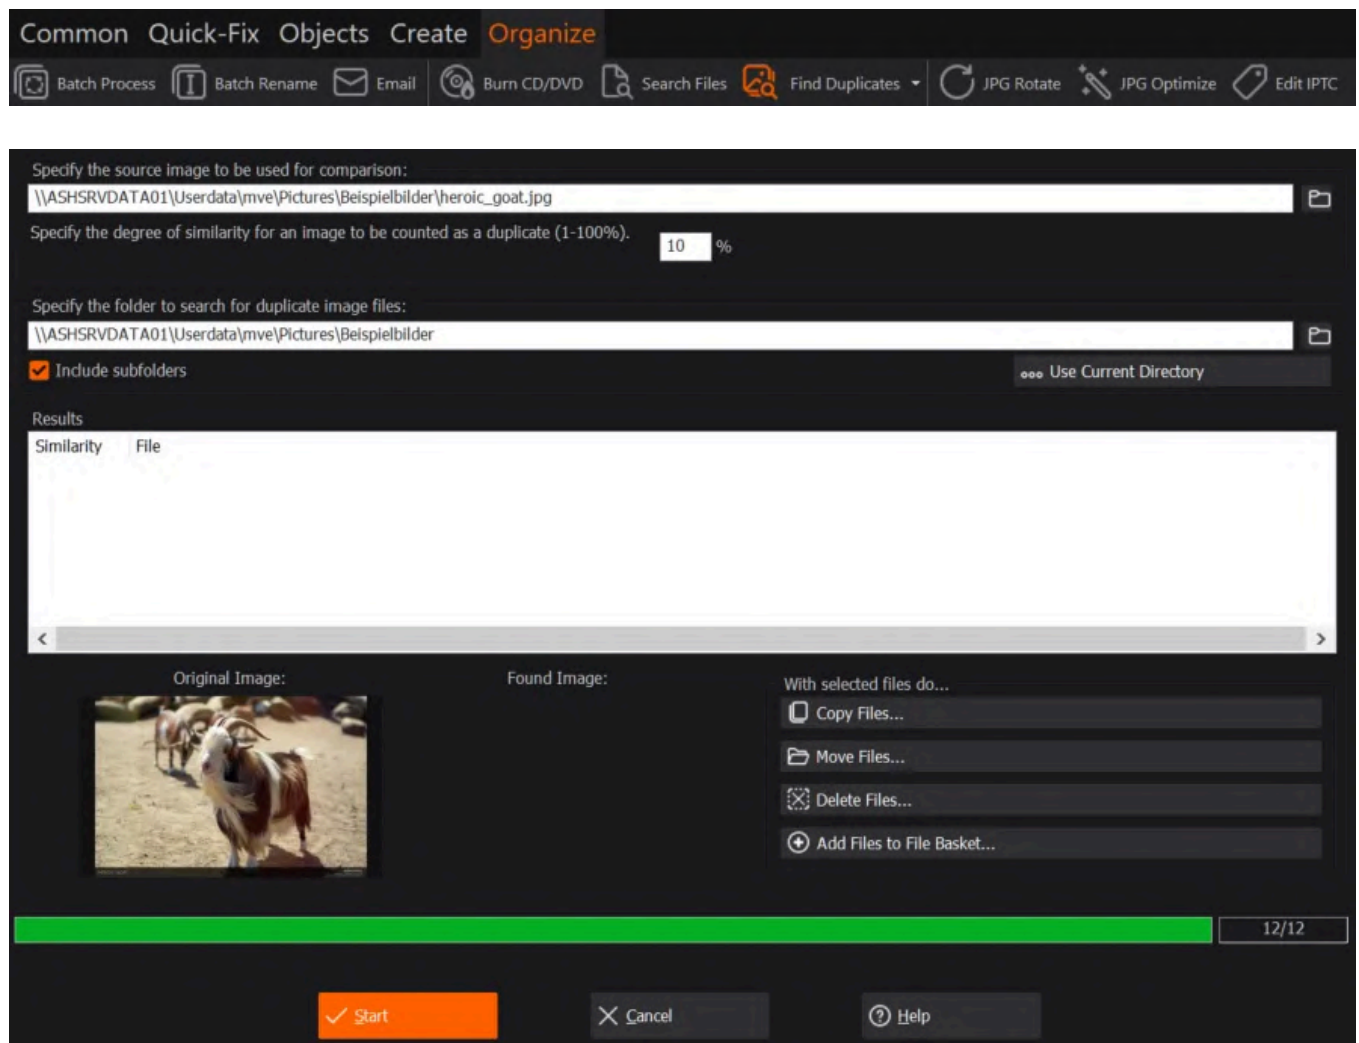 Common Quick-Fix Objects Create Organize
Batch Process Batch Rename Email Burn CD/DVD Search Files Find Duplicates JPG Rotate JPG Optimize Edit IPTC
Specify the source image to be used for comparison:
\\ASHSRVDATA01\Userdata\mve\Pictures\Beispielbilder\heroic_goat.jpg
Specify the degree of similarity for an image to be counted as a duplicate (1-100%). 10 %
Specify the folder to search for duplicate image files:
\\ASHSRVDATA01\Userdata\mve\Pictures\Beispielbilder
Include subfolders
Use Current Directory
Results
Similarity File
Original Image: Found Image:
With selected files do...
Copy Files...
Move Files...
Delete Files...
Add Files to File Basket...
12/12
Start Cancel Help